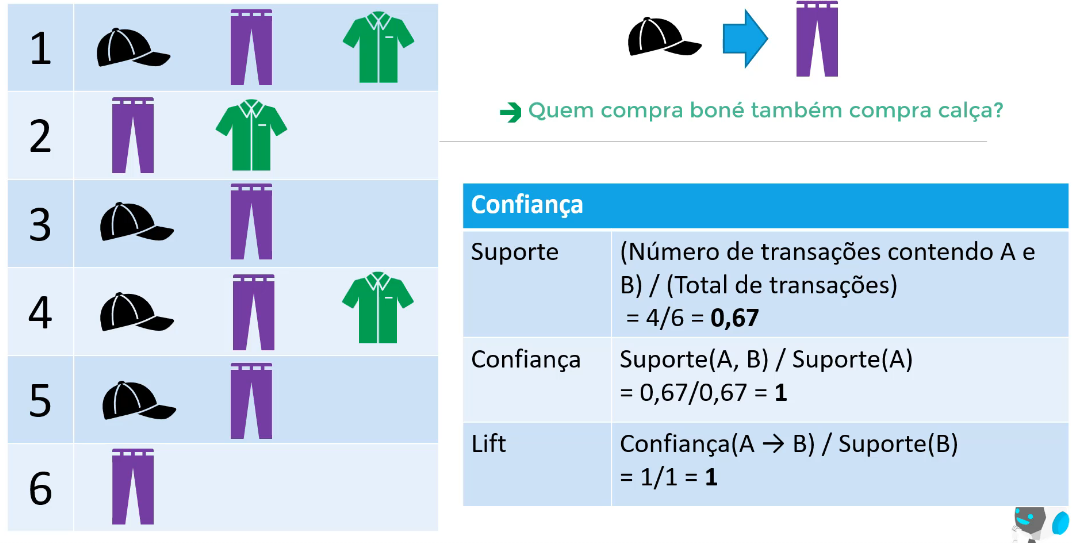 1
2
3
4
5
6
➔ Quem compra boné também compra calça?
Confiança
Suporte
(Número de transações contendo A e
B) / (Total de transações)
= 4/6 = 0,67
Confiança
Suporte(A, B) / Suporte(A)
= 0,67/0,67 = 1
Lift
Confiança(A → B) / Suporte(B)
= 1/1 = 1